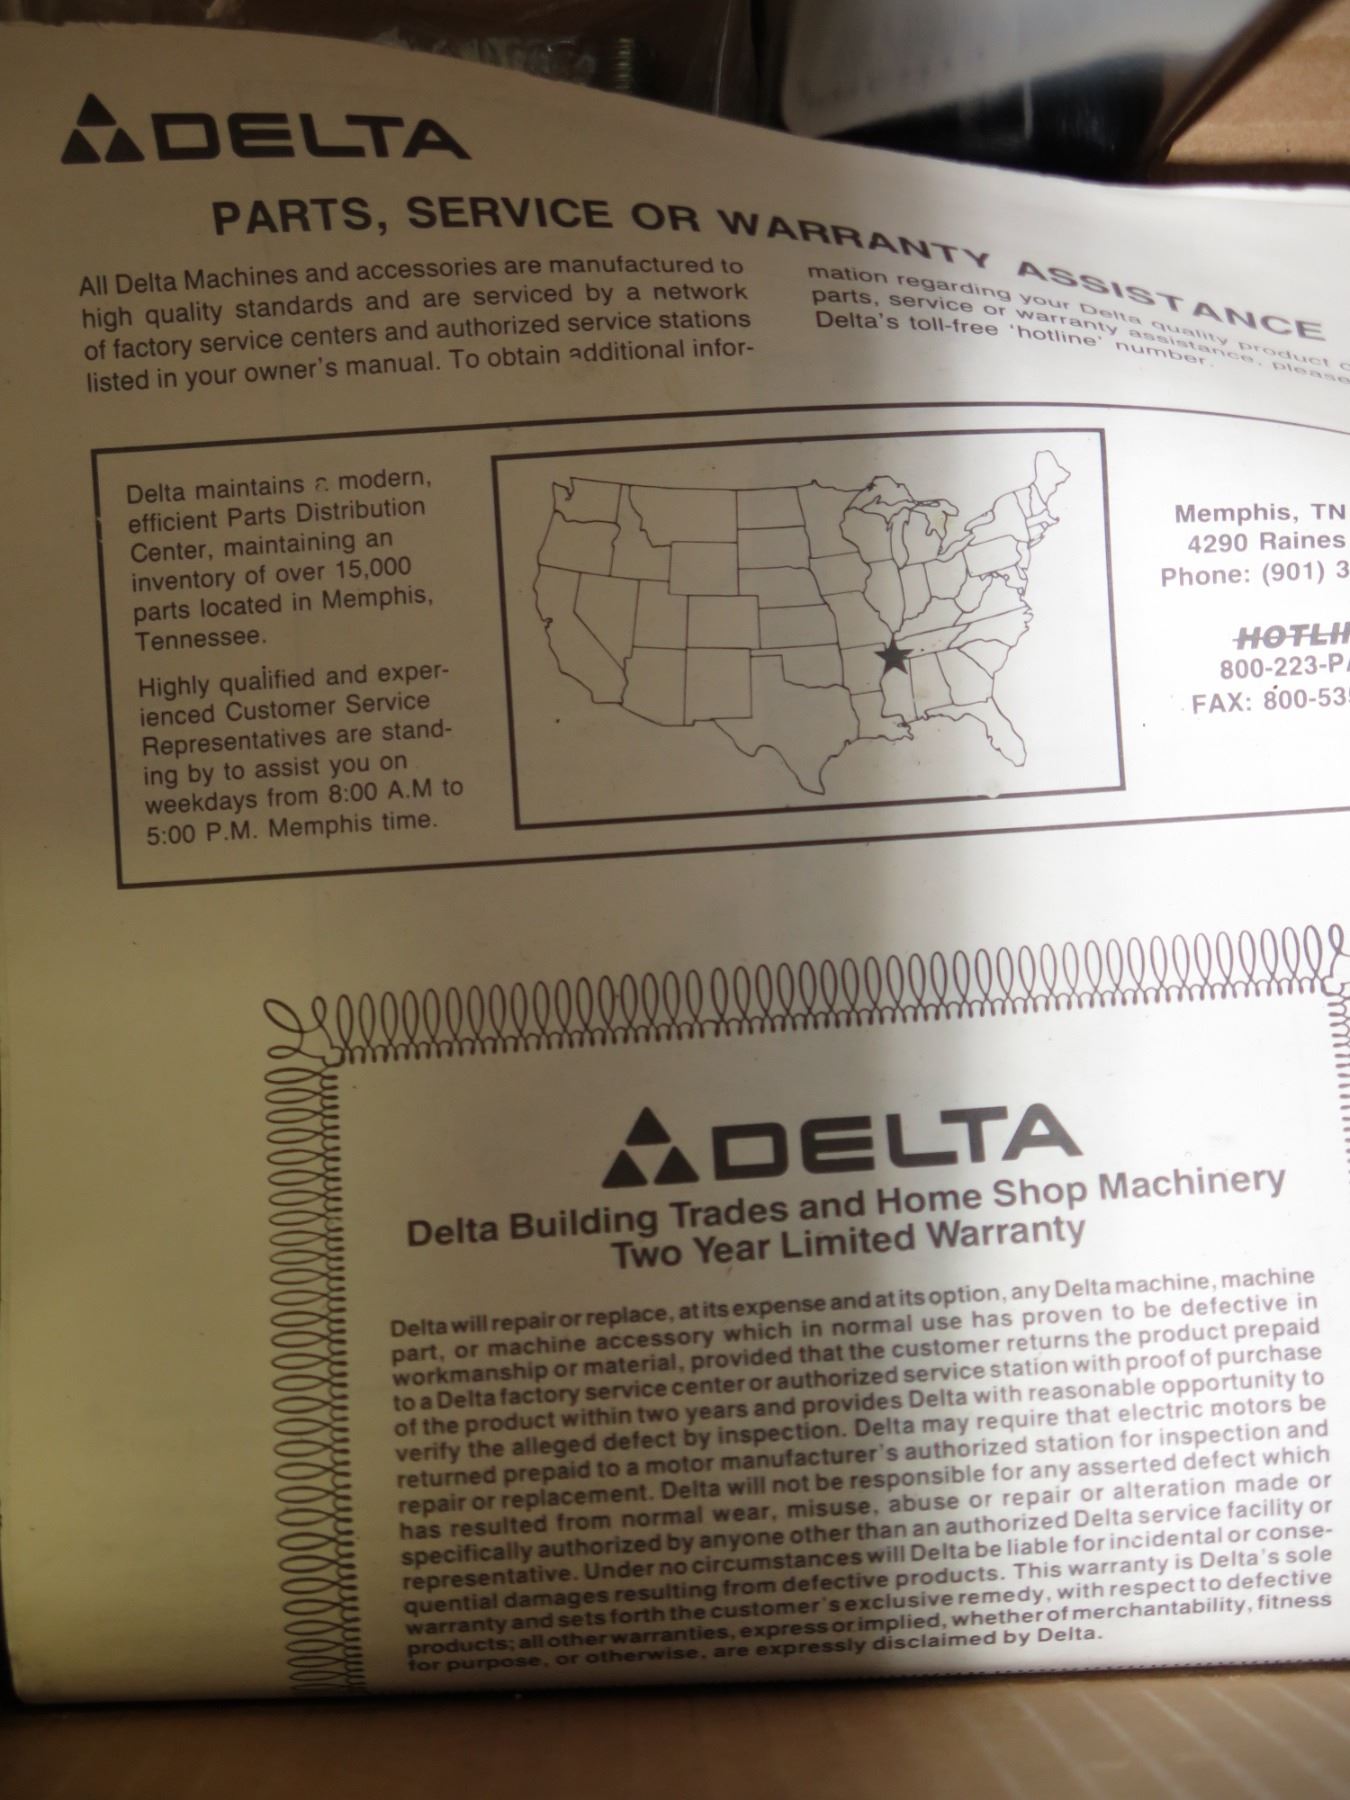 DELTA
PARTS, SERVICE OR WARRANTY ASSISTANCE
All Delta Machines and accessories are manufactured to
high quality standards and are serviced by a network
of factory service centers and authorized service stations
listed in your owner's manual. To obtain additional infor-
mation regarding your Delta quality product
parts, service or warranty assistance, please
Delta's toll-free 'hotline' number.
Delta maintains a modern,
efficient Parts Distribution
Center, maintaining an
inventory of over 15,000
parts located in Memphis,
Tennessee.
Highly qualified and exper-
ienced Customer Service
Representatives are stand-
ing by to assist you on
weekdays from 8:00 A.M to
5:00 P.M. Memphis time.
Memphis, TN
4290 Raines
Phone: (901) 3
800-223-P
FAX: 800-53
DELTA
Delta Building Trades and Home Shop Machinery
Two Year Limited Warranty
Delta will repair or replace, at its expense and at its option, any Delta machine, machine
part, or machine accessory which in normal use has proven to be defective in
workmanship or material, provided that the customer returns the product prepaid
to a Delta factory service center or authorized service station with proof of purchase
of the product within two years and provides Delta with reasonable opportunity to
verify the alleged defect by inspection. Delta may require that electric motors be
returned prepaid to a motor manufacturer's authorized station for inspection and
repair or replacement. Delta will not be responsible for any asserted defect which
has resulted from normal wear, misuse, abuse or repair or alteration made or
specifically authorized by anyone other than an authorized Delta service facility or
representative. Under no circumstances will Delta be liable for incidental or conse-
quential damages resulting from defective products. This warranty is Delta's sole
warranty and sets forth the customer's exclusive remedy, with respect to defective
products; all other warranties, express or implied, whether of merchantability, fitness
for purpose, or otherwise, are expressly disclaimed by Delta.